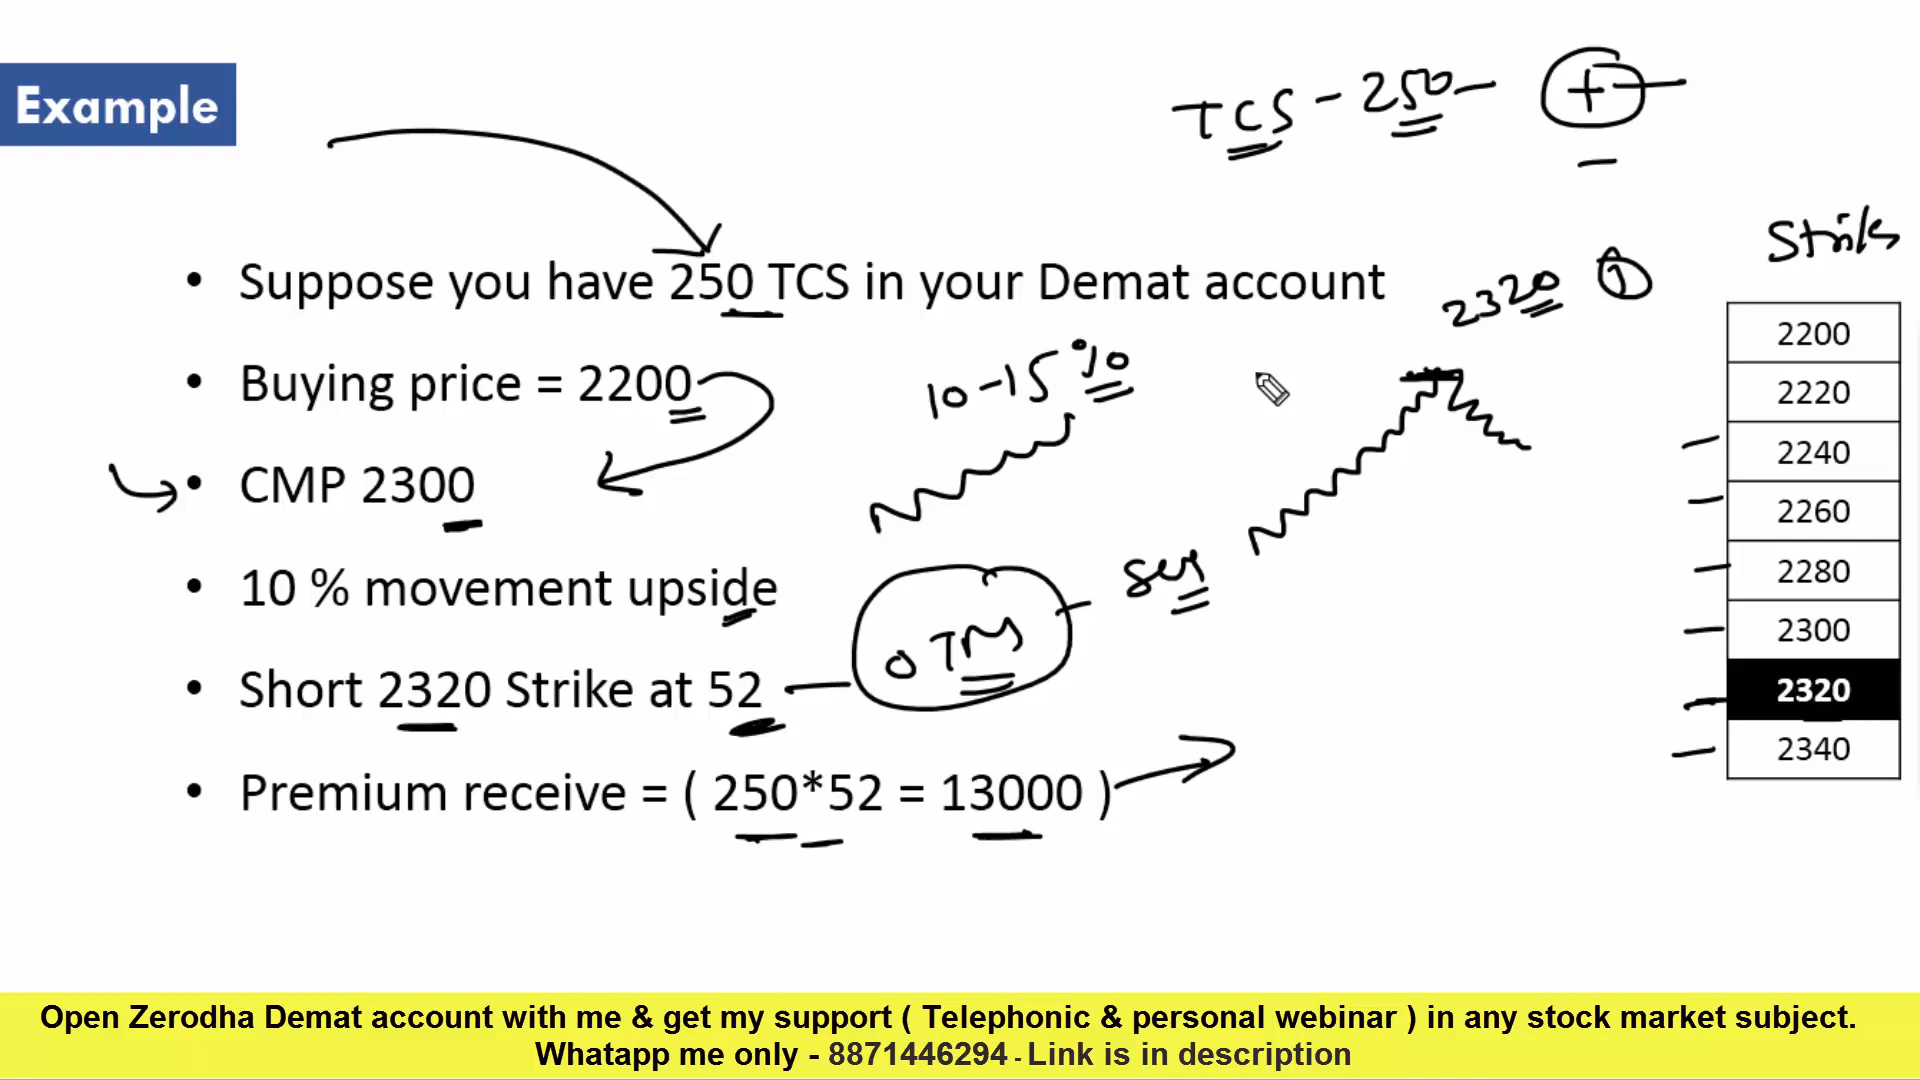 Example
TCS - 250 - +
Strike
• Suppose you have 250 TCS in your Demat account
2320 1
2200
• Buying price = 2200
10-15%
2220
2240
• CMP 2300
2260
• 10 % movement upside
2280
OTM
2300
• Short 2320 Strike at 52
2320
2340
• Premium receive = ( 250*52 = 13000 )
Open Zerodha Demat account with me & get my support ( Telephonic & personal webinar ) in any stock market subject.
Whatapp me only - 8871446294 - Link is in description